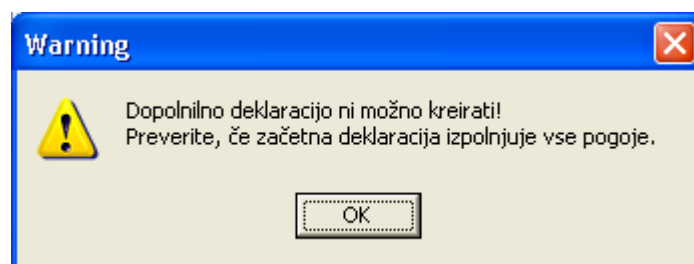 Warning
Dopolnilno deklaracijo ni možno kreirati!
Preverite, če začetna deklaracija izpolnjuje vse pogoje.
OK